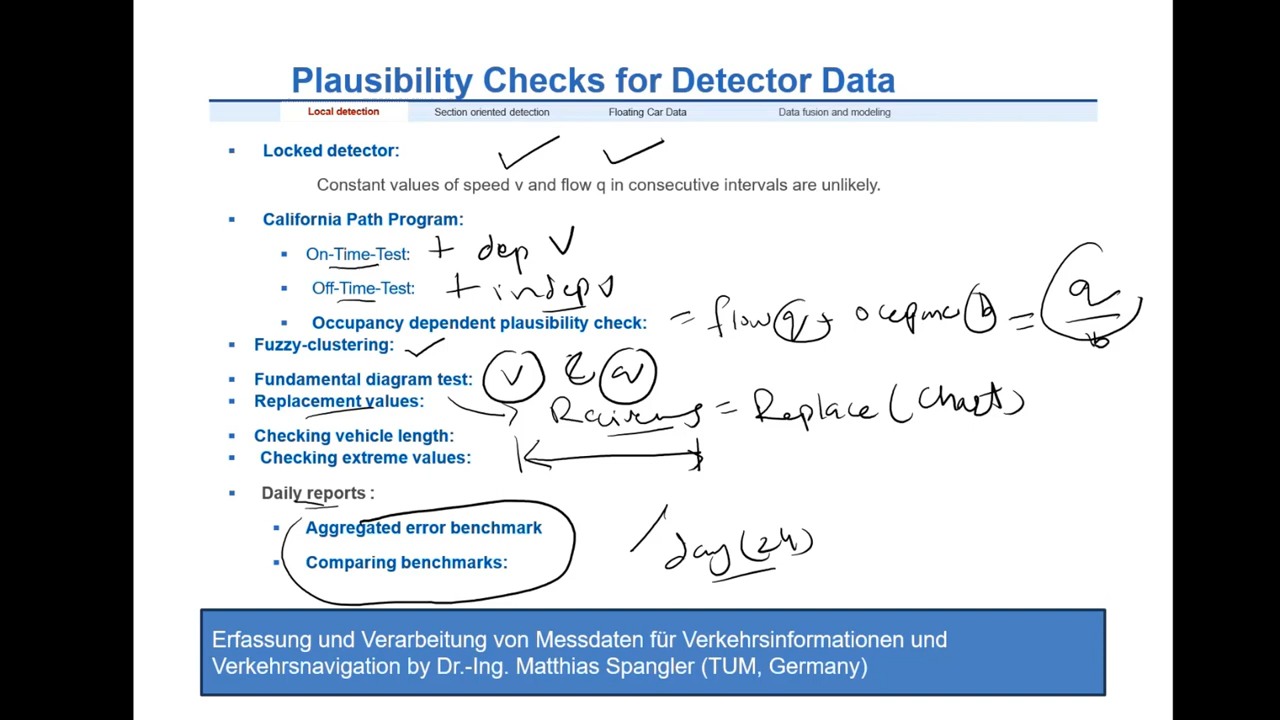 Plausibility Checks for Detector Data
Local detection Section oriented detection Floating Car Data Data fusion and modeling
▪ Locked detector:
Constant values of speed v and flow q in consecutive intervals are unlikely.
▪ California Path Program:
▪ On-Time-Test: + dep V
▪ Off-Time-Test: + indep v
▪ Occupancy dependent plausibility check: = flow q + (b) = q/b
▪ Fuzzy-clustering:
▪ Fundamental diagram test: V & q
▪ Replacement values: = Replace (Chart)
▪ Checking vehicle length:
▪ Checking extreme values:
▪ Daily reports :
▪ Aggregated error benchmark
▪ Comparing benchmarks: / day (24)
Erfassung und Verarbeitung von Messdaten für Verkehrsinformationen und
Verkehrsnavigation by Dr.-Ing. Matthias Spangler (TUM, Germany)